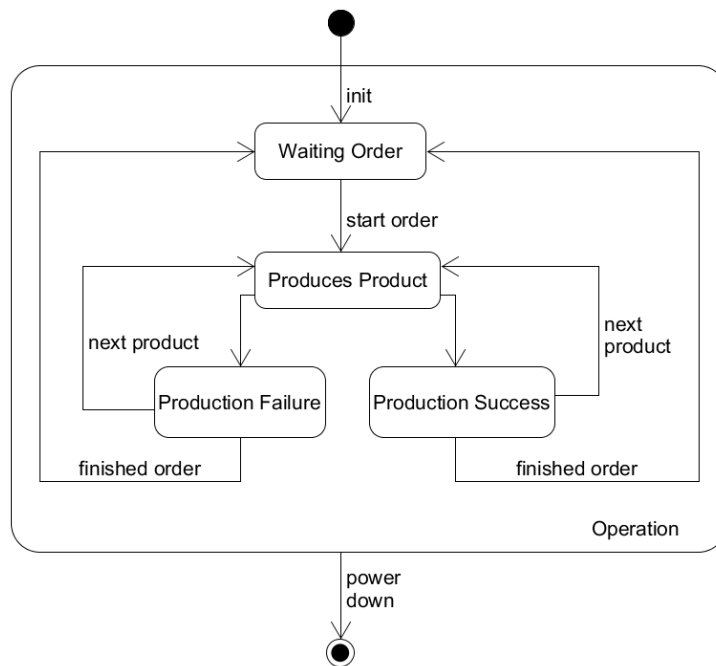 init
Waiting Order
start order
Produces Product
next product
next
product
Production Failure
Production Success
finished order
finished order
Operation
power
down